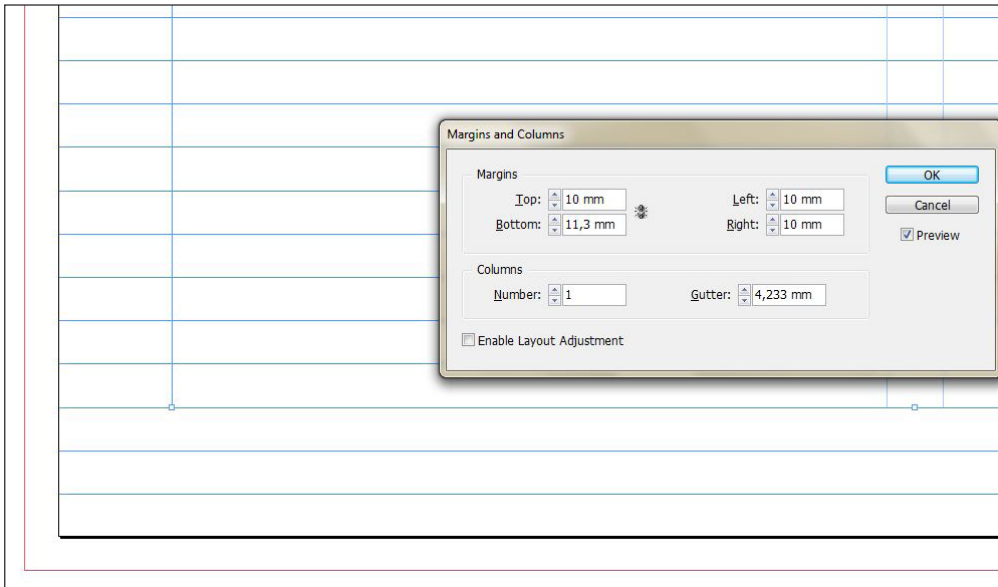 Margins and Columns
Margins
Top: 10 mm
Left: 10 mm
Bottom: 11,3 mm
Right: 10 mm
Columns
Number: 1
Gutter: 4,233 mm
Enable Layout Adjustment
OK
Cancel
Preview